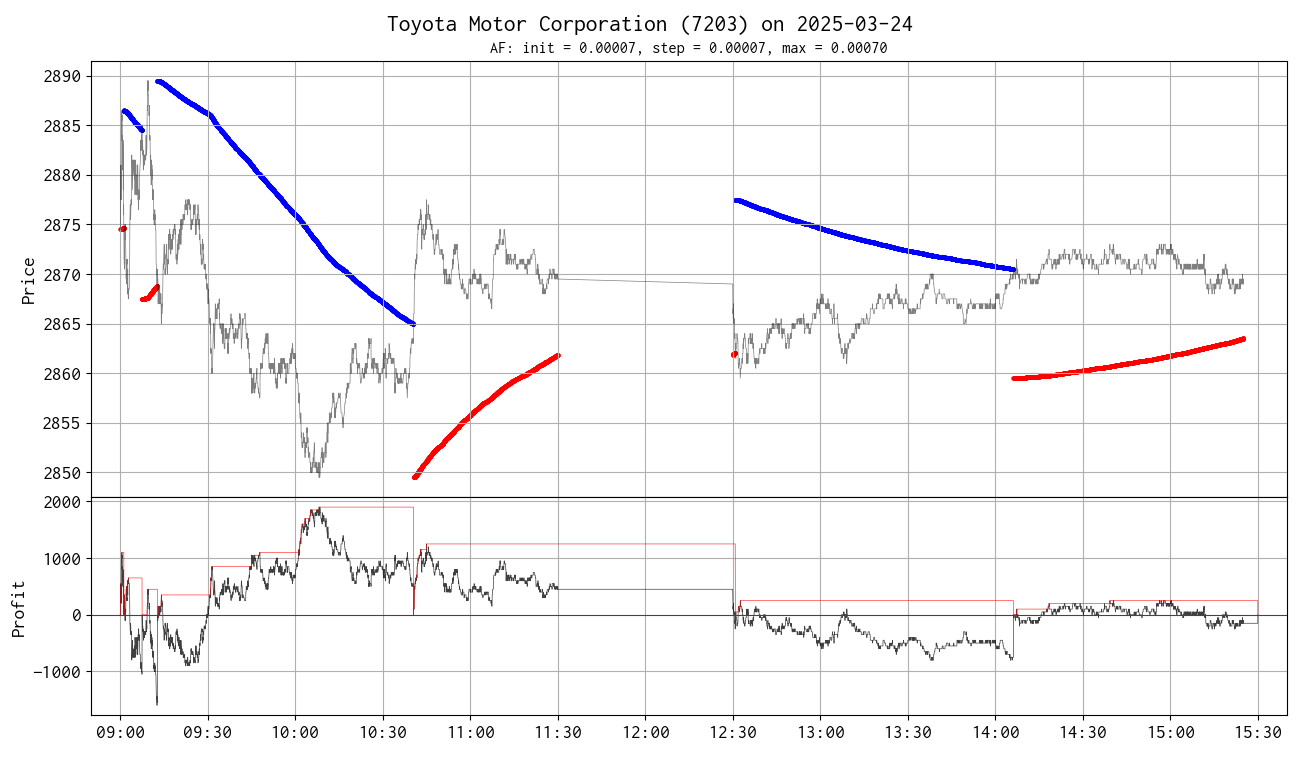 Toyota Motor Corporation (7203) on 2025-03-24
AF: init = 0.00007, step = 0.00007, max = 0.00070
2890
2885
2880
2875
2870
2865
2860
2855
2850
Price
2000
1000
0
−1000
Profit
09:00 09:30 10:00 10:30 11:00 11:30 12:00 12:30 13:00 13:30 14:00 14:30 15:00 15:30